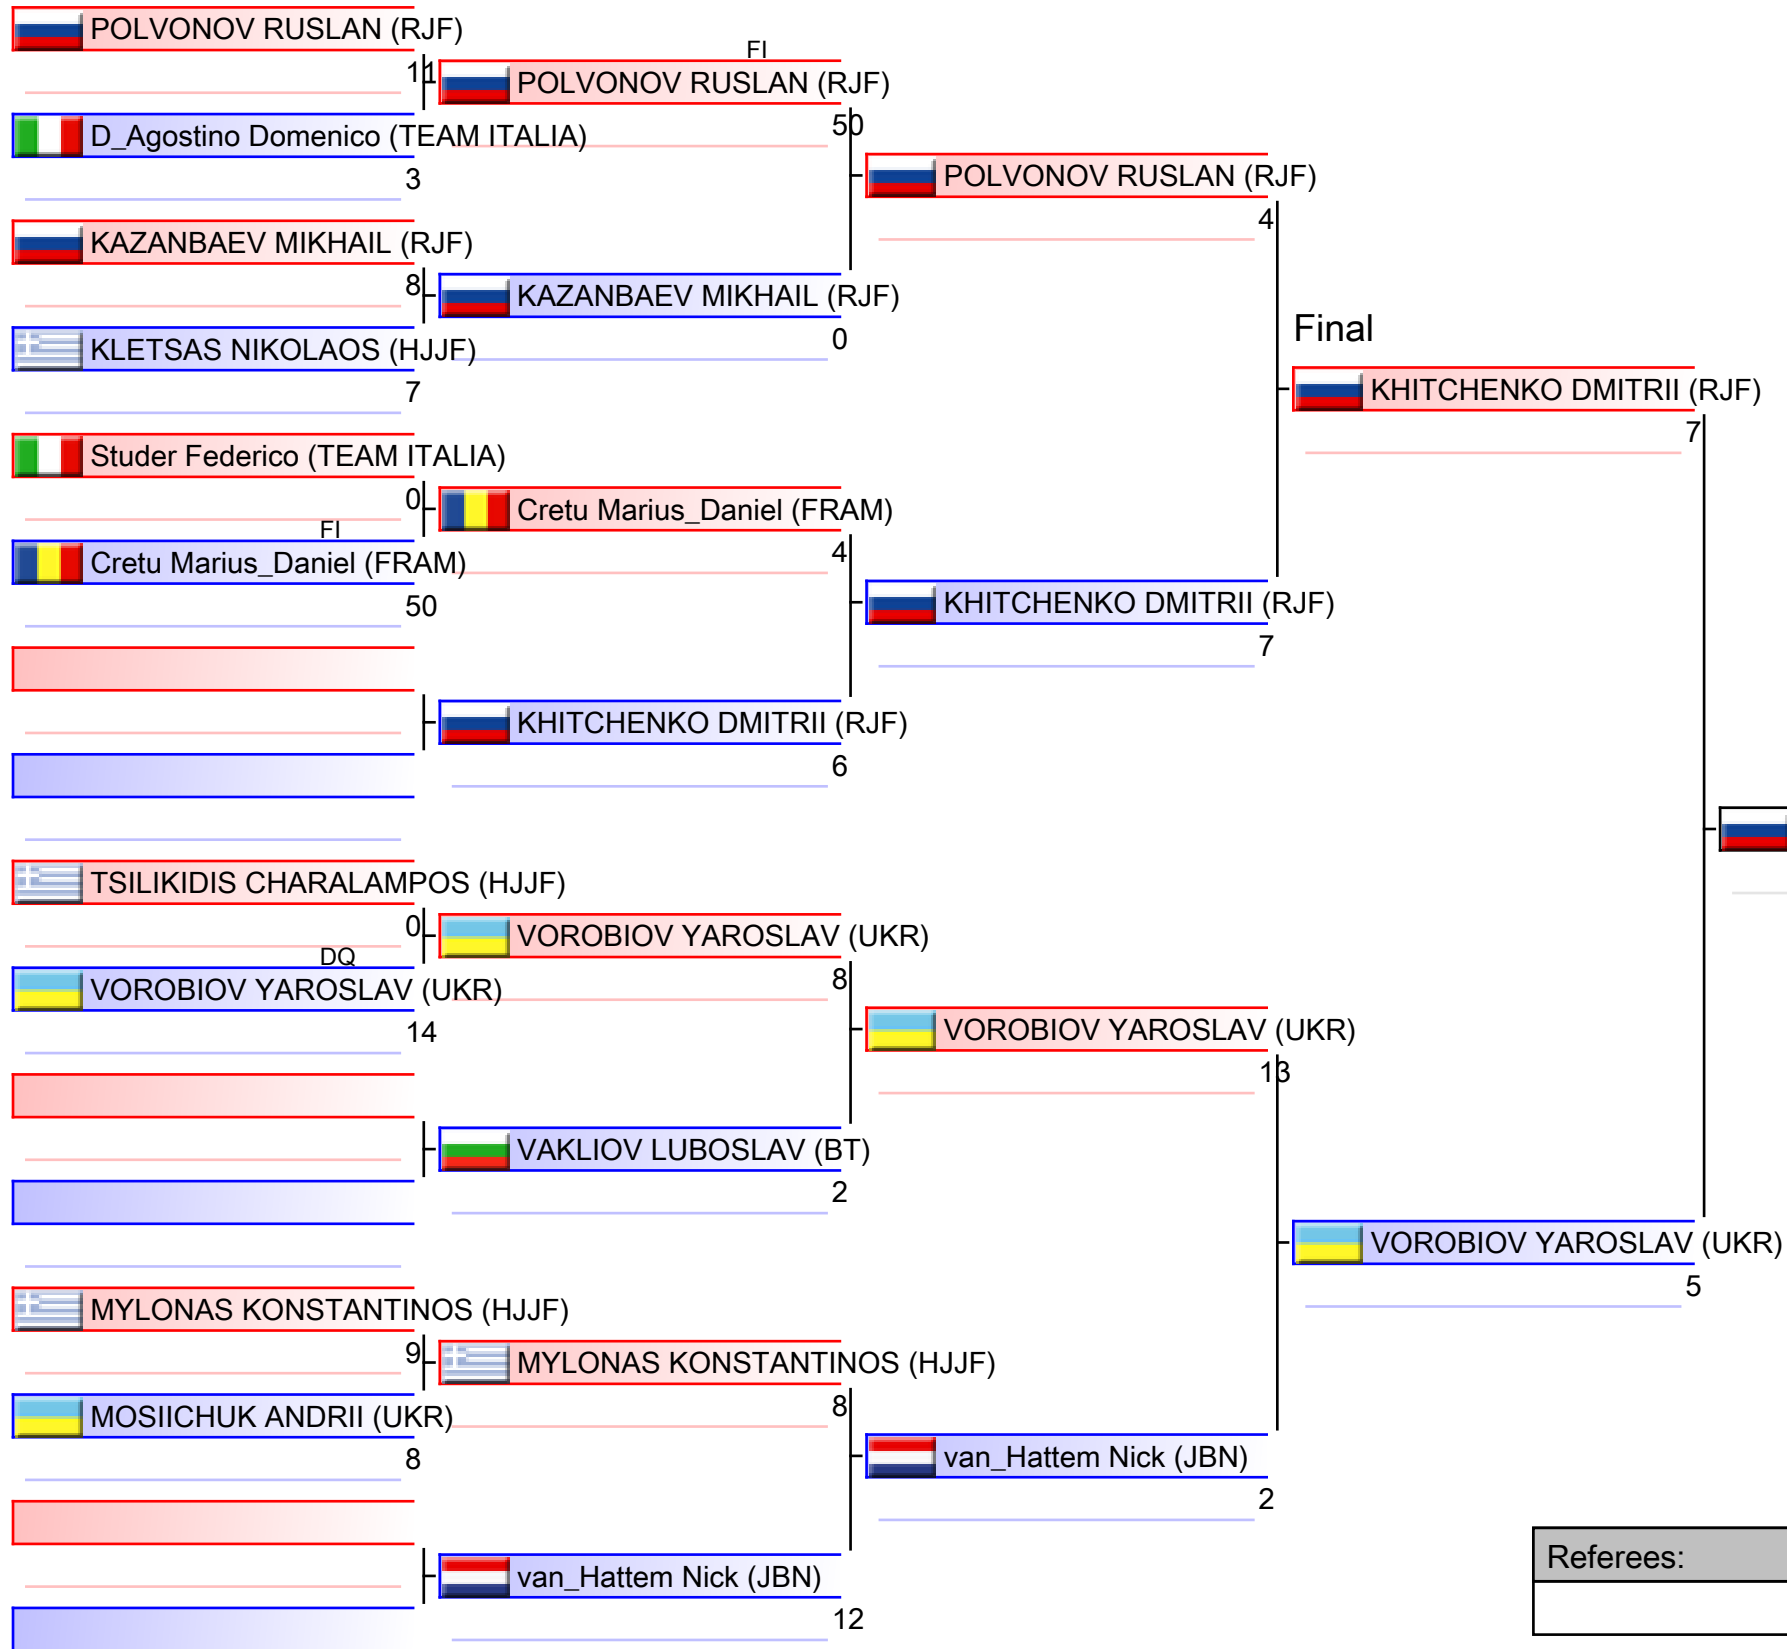 POLVONOV RUSLAN (RJF)
11
D_Agostino Domenico (TEAM ITALIA)
3
KAZANBAEV MIKHAIL (RJF)
8
KLETSAS NIKOLAOS (HJJF)
7
Studer Federico (TEAM ITALIA)
0
FI
Cretu Marius_Daniel (FRAM)
50
TSILIKIDIS CHARALAMPOS (HJJF)
0
DQ
VOROBIOV YAROSLAV (UKR)
14
MYLONAS KONSTANTINOS (HJJF)
9
MOSIICHUK ANDRII (UKR)
8
FI
POLVONOV RUSLAN (RJF)
50
KAZANBAEV MIKHAIL (RJF)
0
Cretu Marius_Daniel (FRAM)
4
KHITCHENKO DMITRII (RJF)
6
VOROBIOV YAROSLAV (UKR)
8
VAKLIOV LUBOSLAV (BT)
2
MYLONAS KONSTANTINOS (HJJF)
8
van_Hattem Nick (JBN)
12
POLVONOV RUSLAN (RJF)
4
KHITCHENKO DMITRII (RJF)
7
VOROBIOV YAROSLAV (UKR)
13
van_Hattem Nick (JBN)
2
Final
KHITCHENKO DMITRII (RJF)
7
VOROBIOV YAROSLAV (UKR)
5
Referees: